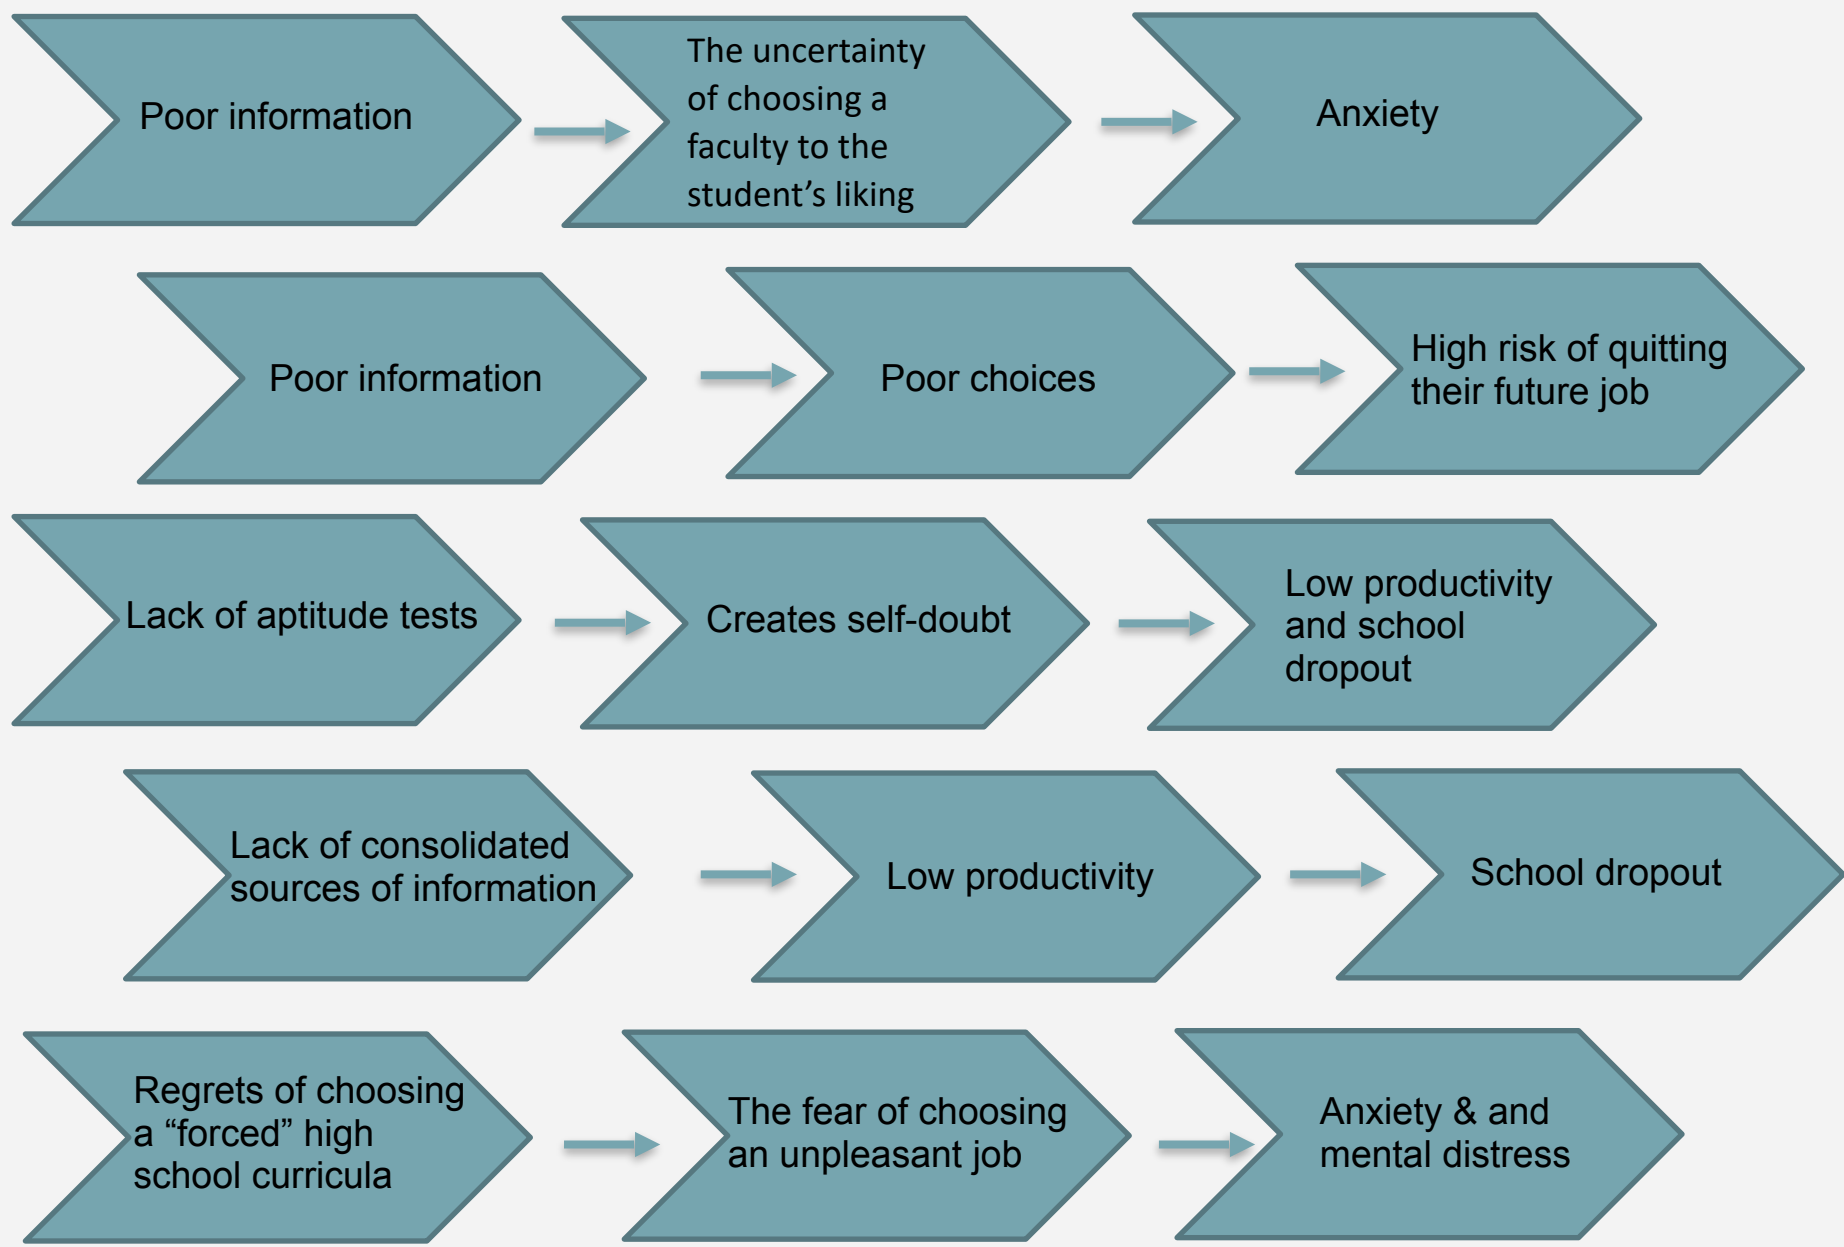 Poor information
The uncertainty
of choosing a
faculty to the
student’s liking
Anxiety
Poor information
Poor choices
High risk of quitting
their future job
Lack of aptitude tests
Creates self-doubt
Low productivity
and school
dropout
Lack of consolidated
sources of information
Low productivity
School dropout
Regrets of choosing
a “forced” high
school curricula
The fear of choosing
an unpleasant job
Anxiety & and
mental distress